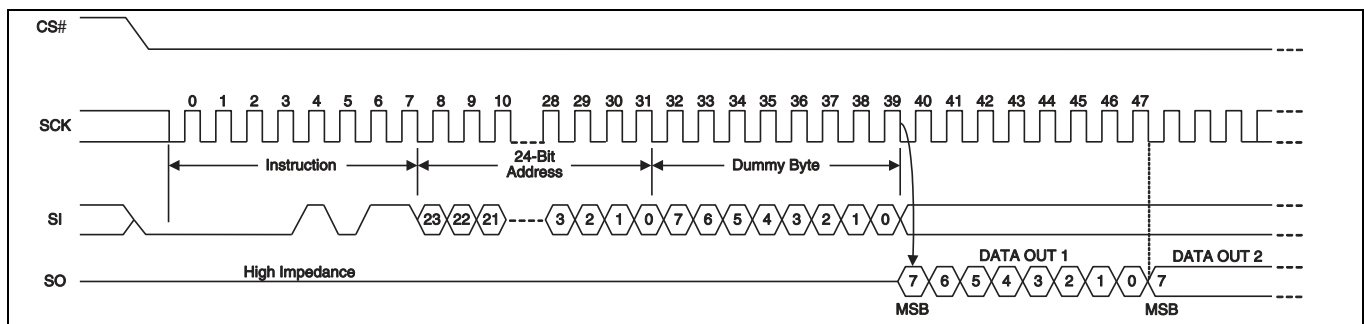 CS#
0 1 2 3 4 5 6 7 8 9 10 28 29 30 31 32 33 34 35 36 37 38 39 40 41 42 43 44 45 46 47
SCK
Instruction
24-Bit
Address
Dummy Byte
SI
23 22 21 3 2 1 0 7 6 5 4 3 2 1 0
DATA OUT 1
DATA OUT 2
High Impedance
SO
7 6 5 4 3 2 1 0 7
MSB
MSB